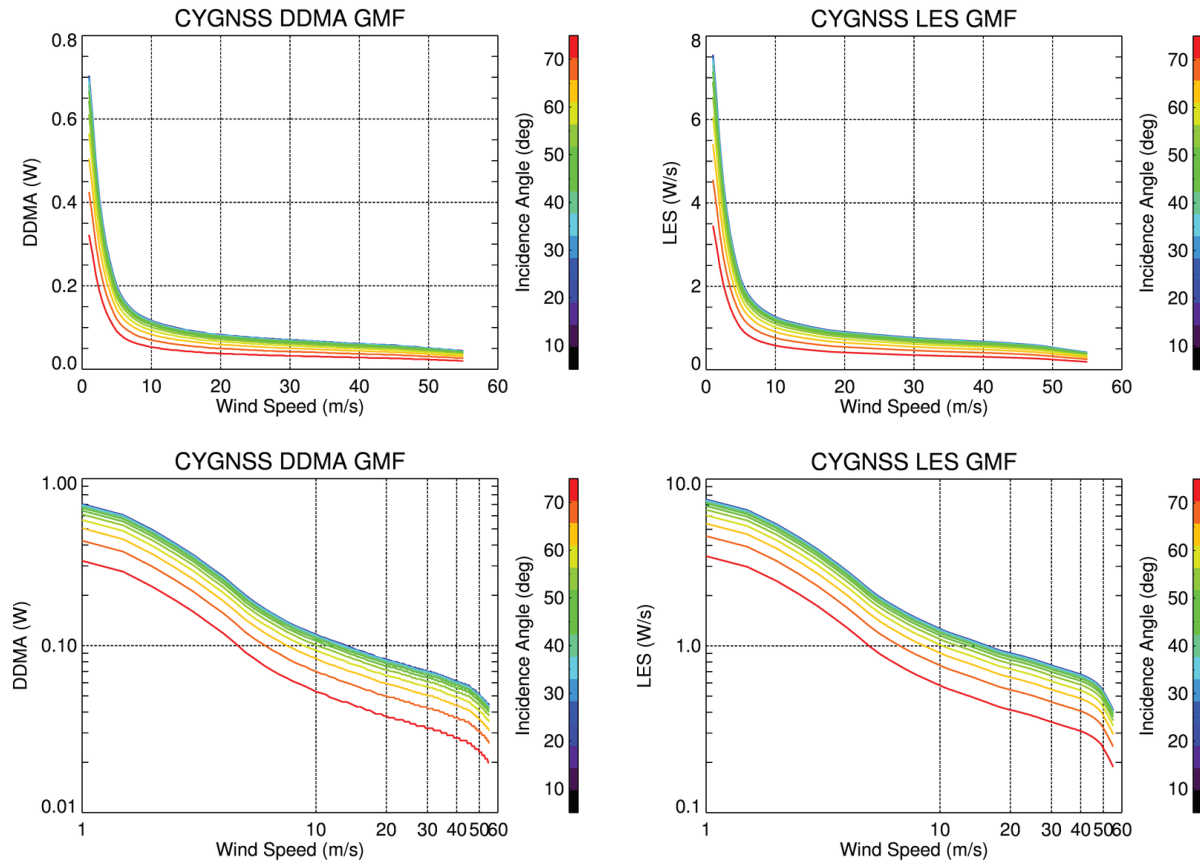 CYGNSS DDMA GMF
0.8
0.6
0.4
0.2
0.0
DDMA (W)
0 10 20 30 40 50 60
Wind Speed (m/s)
Incidence Angle (deg)
70
60
50
40
30
20
10
CYGNSS LES GMF
8
6
4
2
0
LES (W/s)
0 10 20 30 40 50 60
Wind Speed (m/s)
Incidence Angle (deg)
70
60
50
40
30
20
10
CYGNSS DDMA GMF
1.00
0.10
0.01
DDMA (W)
1 10 20 30 40 50 60
Wind Speed (m/s)
Incidence Angle (deg)
70
60
50
40
30
20
10
CYGNSS LES GMF
10.0
1.0
0.1
LES (W/s)
1 10 20 30 40 50 60
Wind Speed (m/s)
Incidence Angle (deg)
70
60
50
40
30
20
10